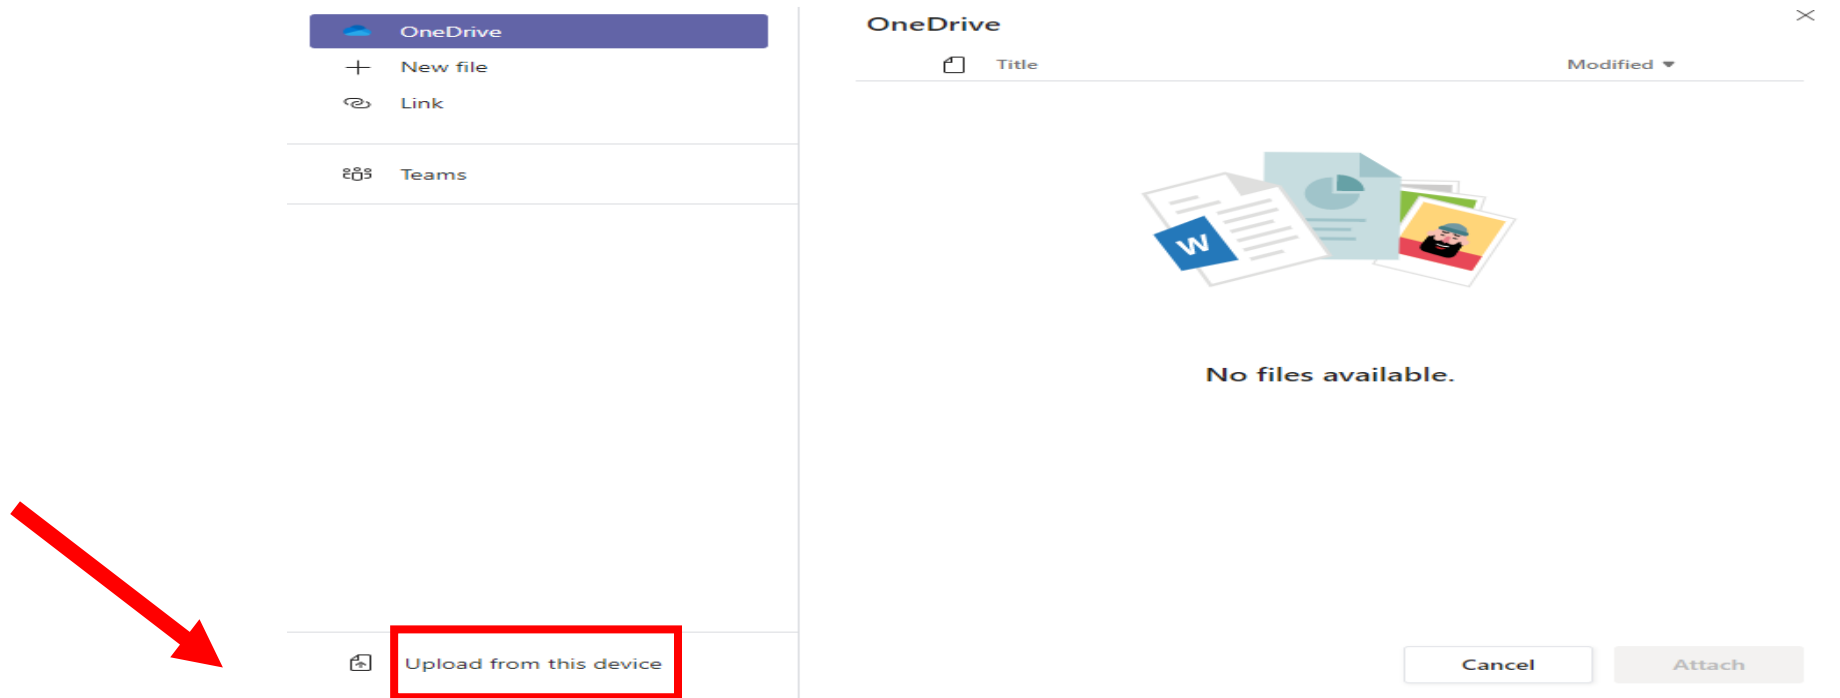 OneDrive
New file
Link
Teams
Upload from this device
OneDrive
Title
Modified
W
No files available.
Cancel
Attach